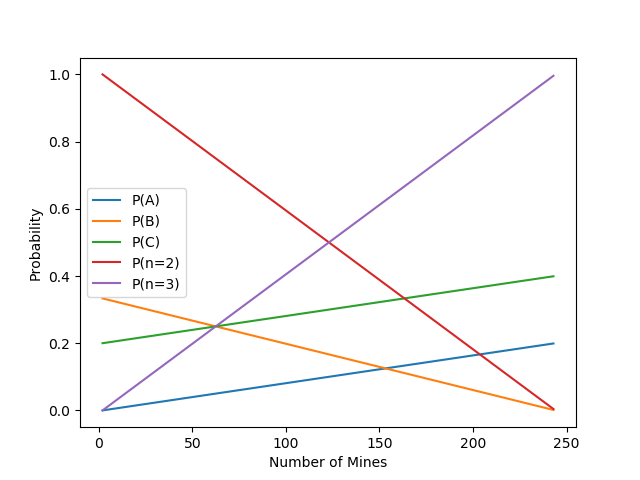 1.0
0.8
0.6
0.4
0.2
0.0
Probability
P(A)
P(B)
P(C)
P(n=2)
P(n=3)
0 50 100 150 200 250
Number of Mines